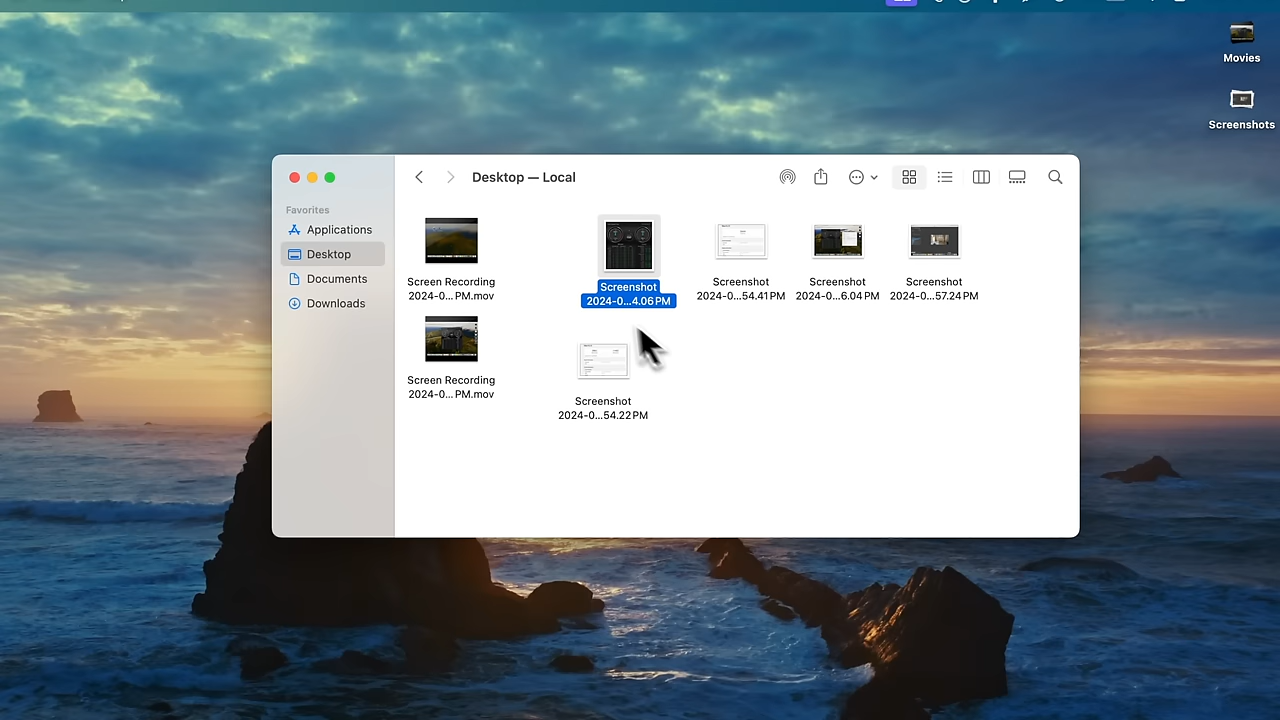 Movies
Screenshots
Desktop — Local
Favorites
Applications
Desktop
Documents
Downloads
Screen Recording
2024-0... PM.mov
Screenshot
2024-0...4.06 PM
Screenshot
2024-0...54.41 PM
Screenshot
2024-0...6.04 PM
Screenshot
2024-0...57.24 PM
Screen Recording
2024-0... PM.mov
Screenshot
2024-0...54.22 PM